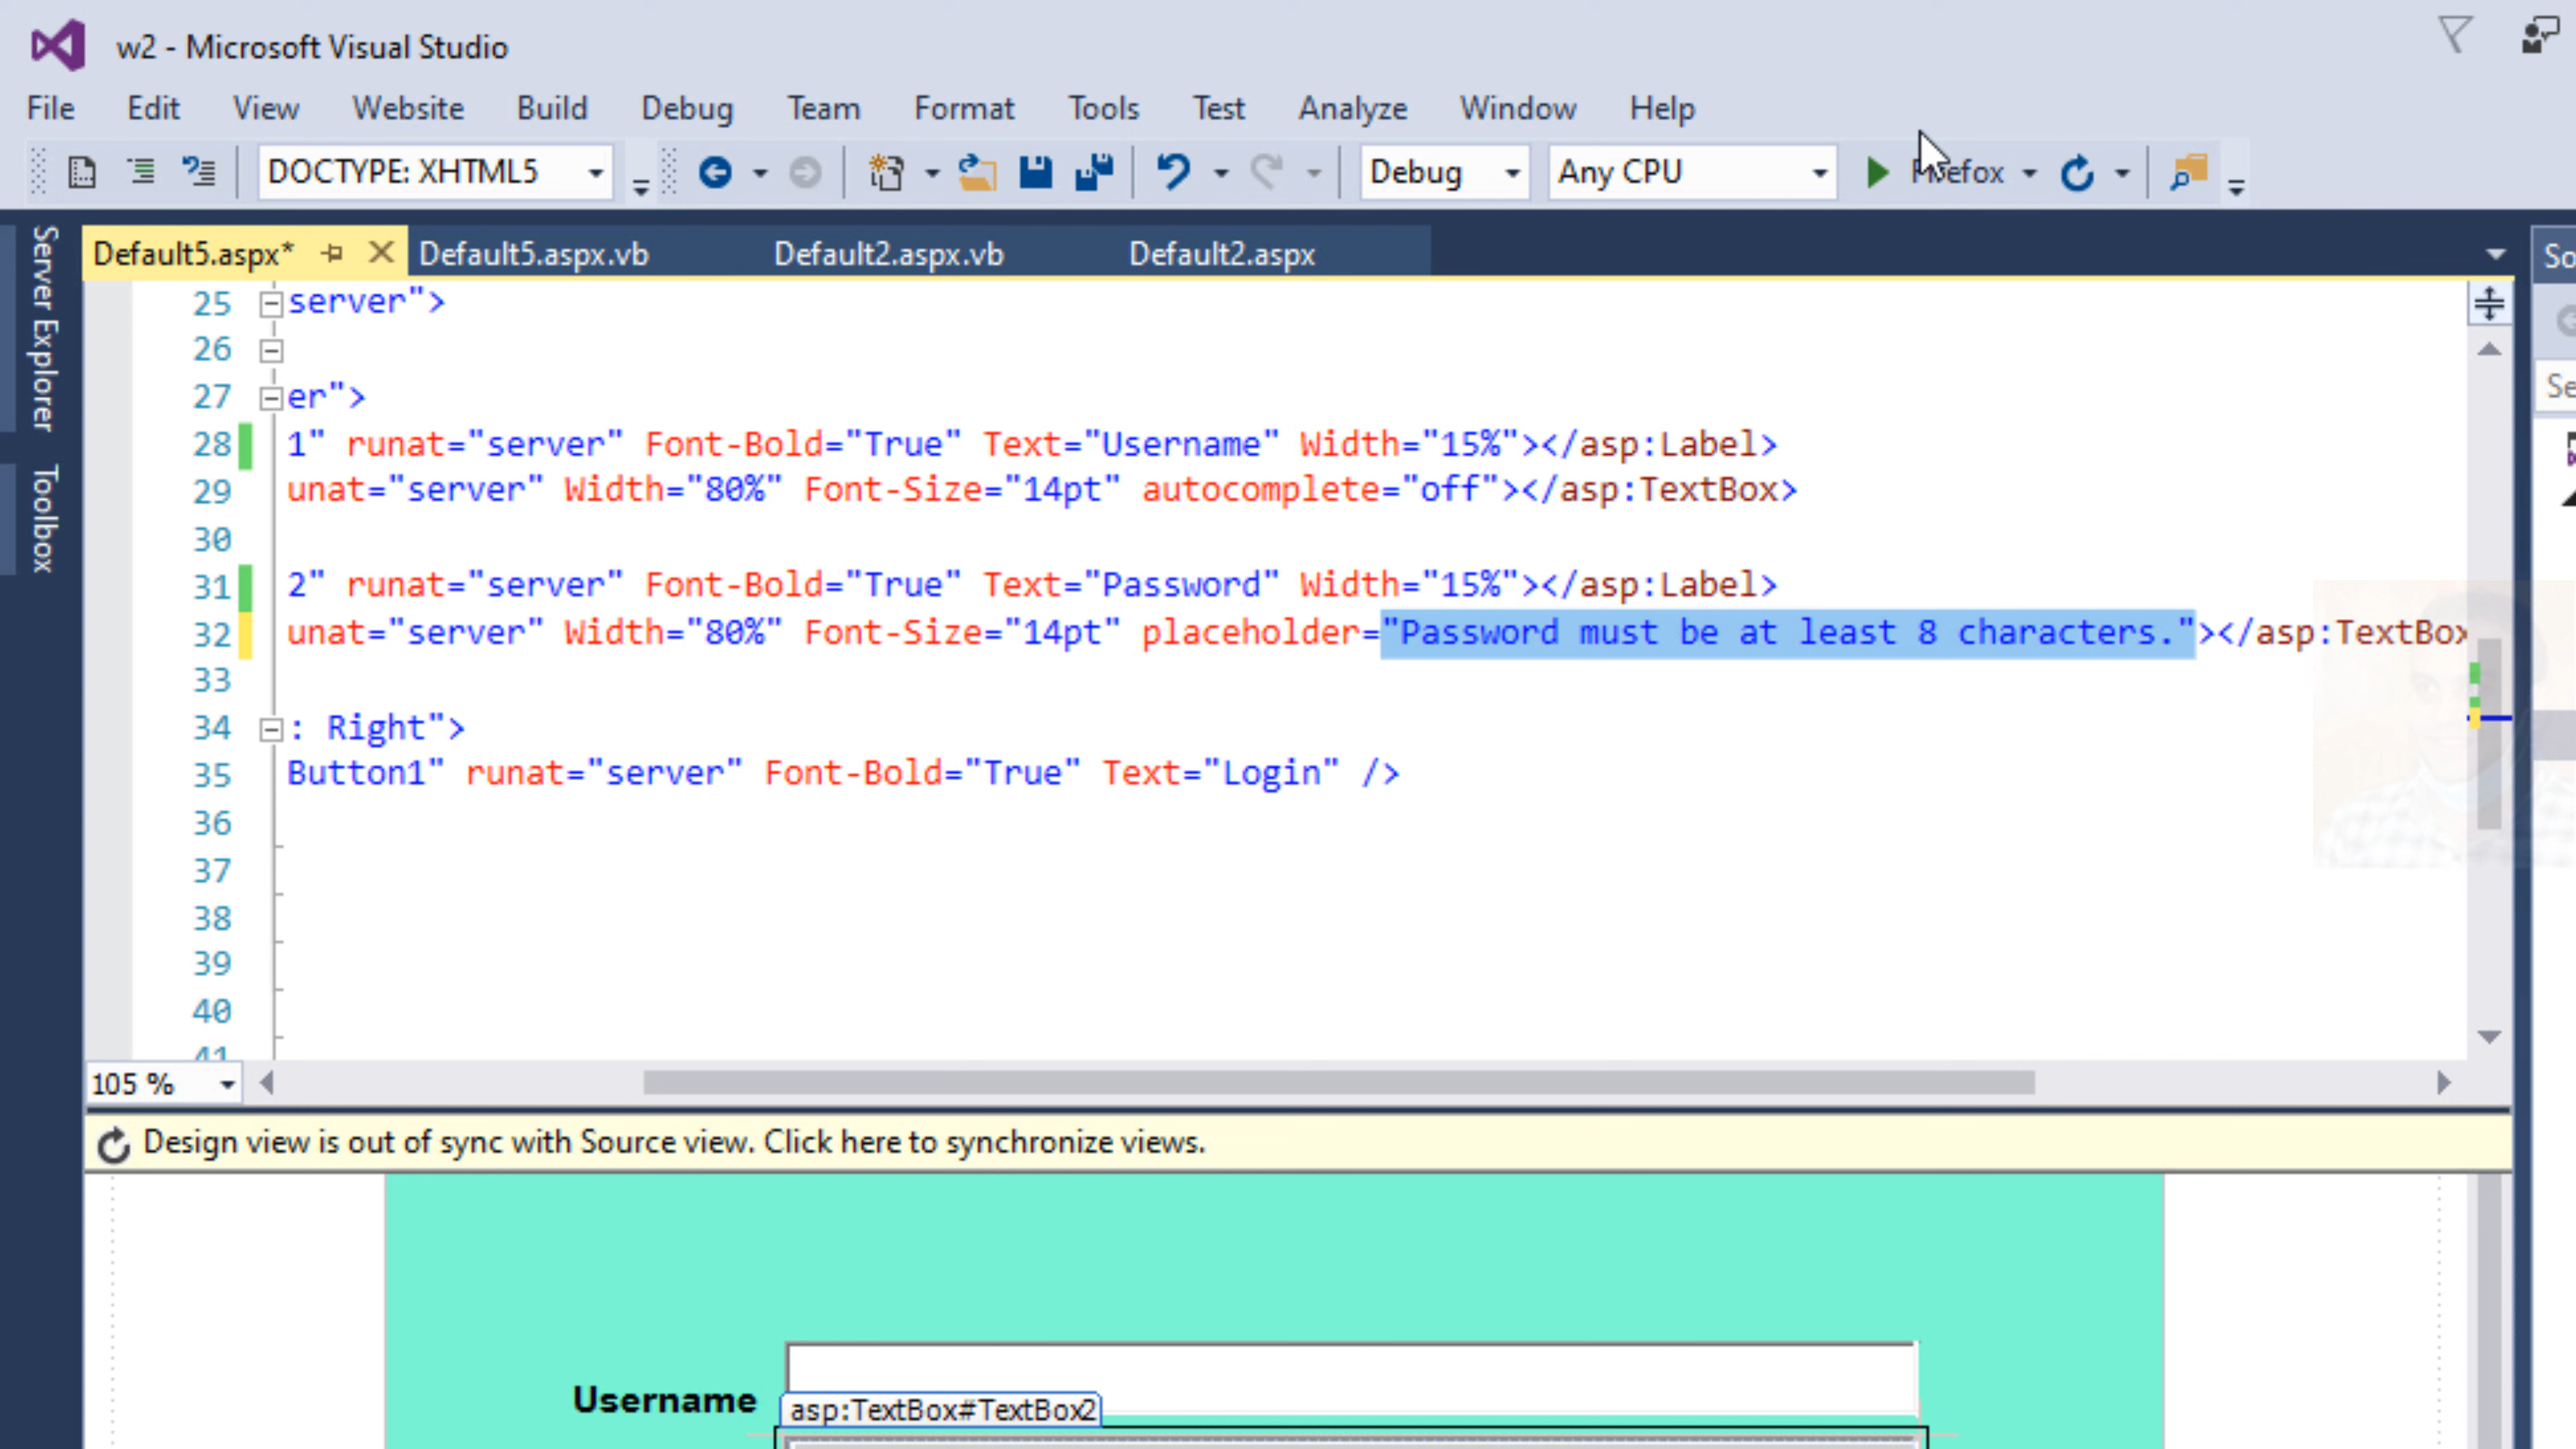 w2 - Microsoft Visual Studio
File Edit View Website Build Debug Team Format Tools Test Analyze Window Help
DOCTYPE: XHTML5 Debug Any CPU Firefox
Server Explorer
Toolbox
Default5.aspx* Default5.aspx.vb Default2.aspx.vb Default2.aspx
So
Se
25 server">
26
27 er">
28 1" runat="server" Font-Bold="True" Text="Username" Width="15%"></asp:Label>
29 unat="server" Width="80%" Font-Size="14pt" autocomplete="off"></asp:TextBox>
30
31 2" runat="server" Font-Bold="True" Text="Password" Width="15%"></asp:Label>
32 unat="server" Width="80%" Font-Size="14pt" placeholder="Password must be at least 8 characters."></asp:TextBox
33
34 : Right">
35 Button1" runat="server" Font-Bold="True" Text="Login" />
36
37
38
39
40
41
105 %
Design view is out of sync with Source view. Click here to synchronize views.
Username
asp:TextBox#TextBox2